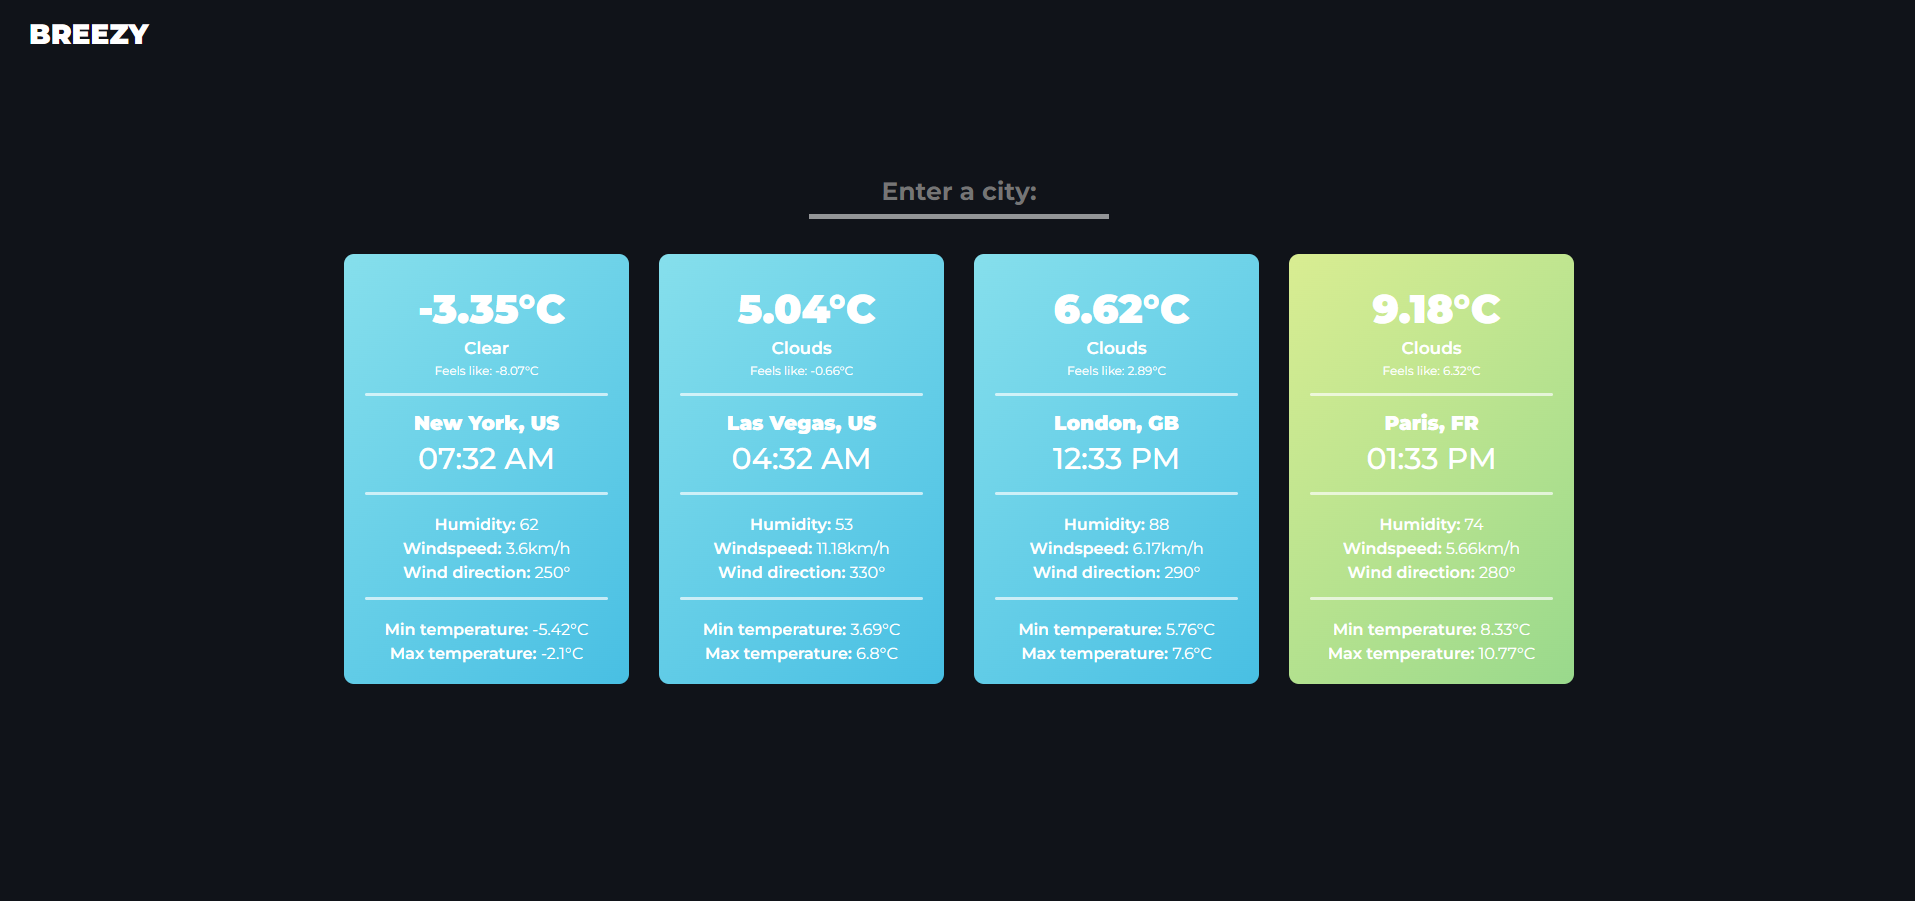 BREEZY
Enter a city:
-3.35°C
Clear
Feels like: -8.07°C
New York, US
07:32 AM
Humidity: 62
Windspeed: 3.6km/h
Wind direction: 250°
Min temperature: -5.42°C
Max temperature: -2.1°C
5.04°C
Clouds
Feels like: -0.66°C
Las Vegas, US
04:32 AM
Humidity: 53
Windspeed: 11.18km/h
Wind direction: 330°
Min temperature: 3.69°C
Max temperature: 6.8°C
6.62°C
Clouds
Feels like: 2.89°C
London, GB
12:33 PM
Humidity: 88
Windspeed: 6.17km/h
Wind direction: 290°
Min temperature: 5.76°C
Max temperature: 7.6°C
9.18°C
Clouds
Feels like: 6.32°C
Paris, FR
01:33 PM
Humidity: 74
Windspeed: 5.66km/h
Wind direction: 280°
Min temperature: 8.33°C
Max temperature: 10.77°C